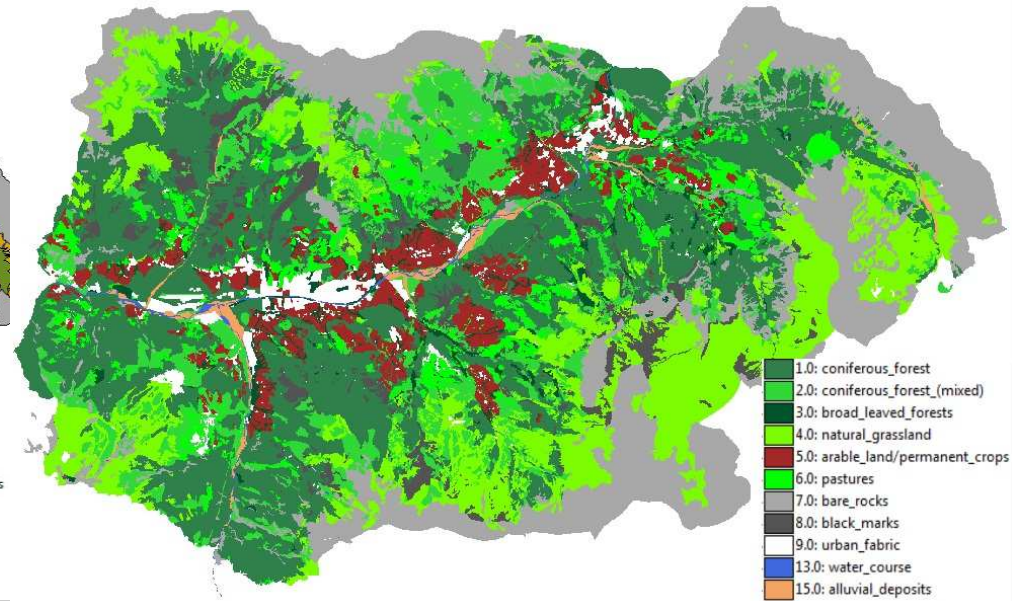 1.0: coniferous_forest
2.0: coniferous_forest_(mixed)
3.0: broad_leaved_forests
4.0: natural_grassland
5.0: arable_land/permanent_crops
6.0: pastures
7.0: bare_rocks
8.0: black_marks
9.0: urban_fabric
13.0: water_course
15.0: alluvial_deposits
s